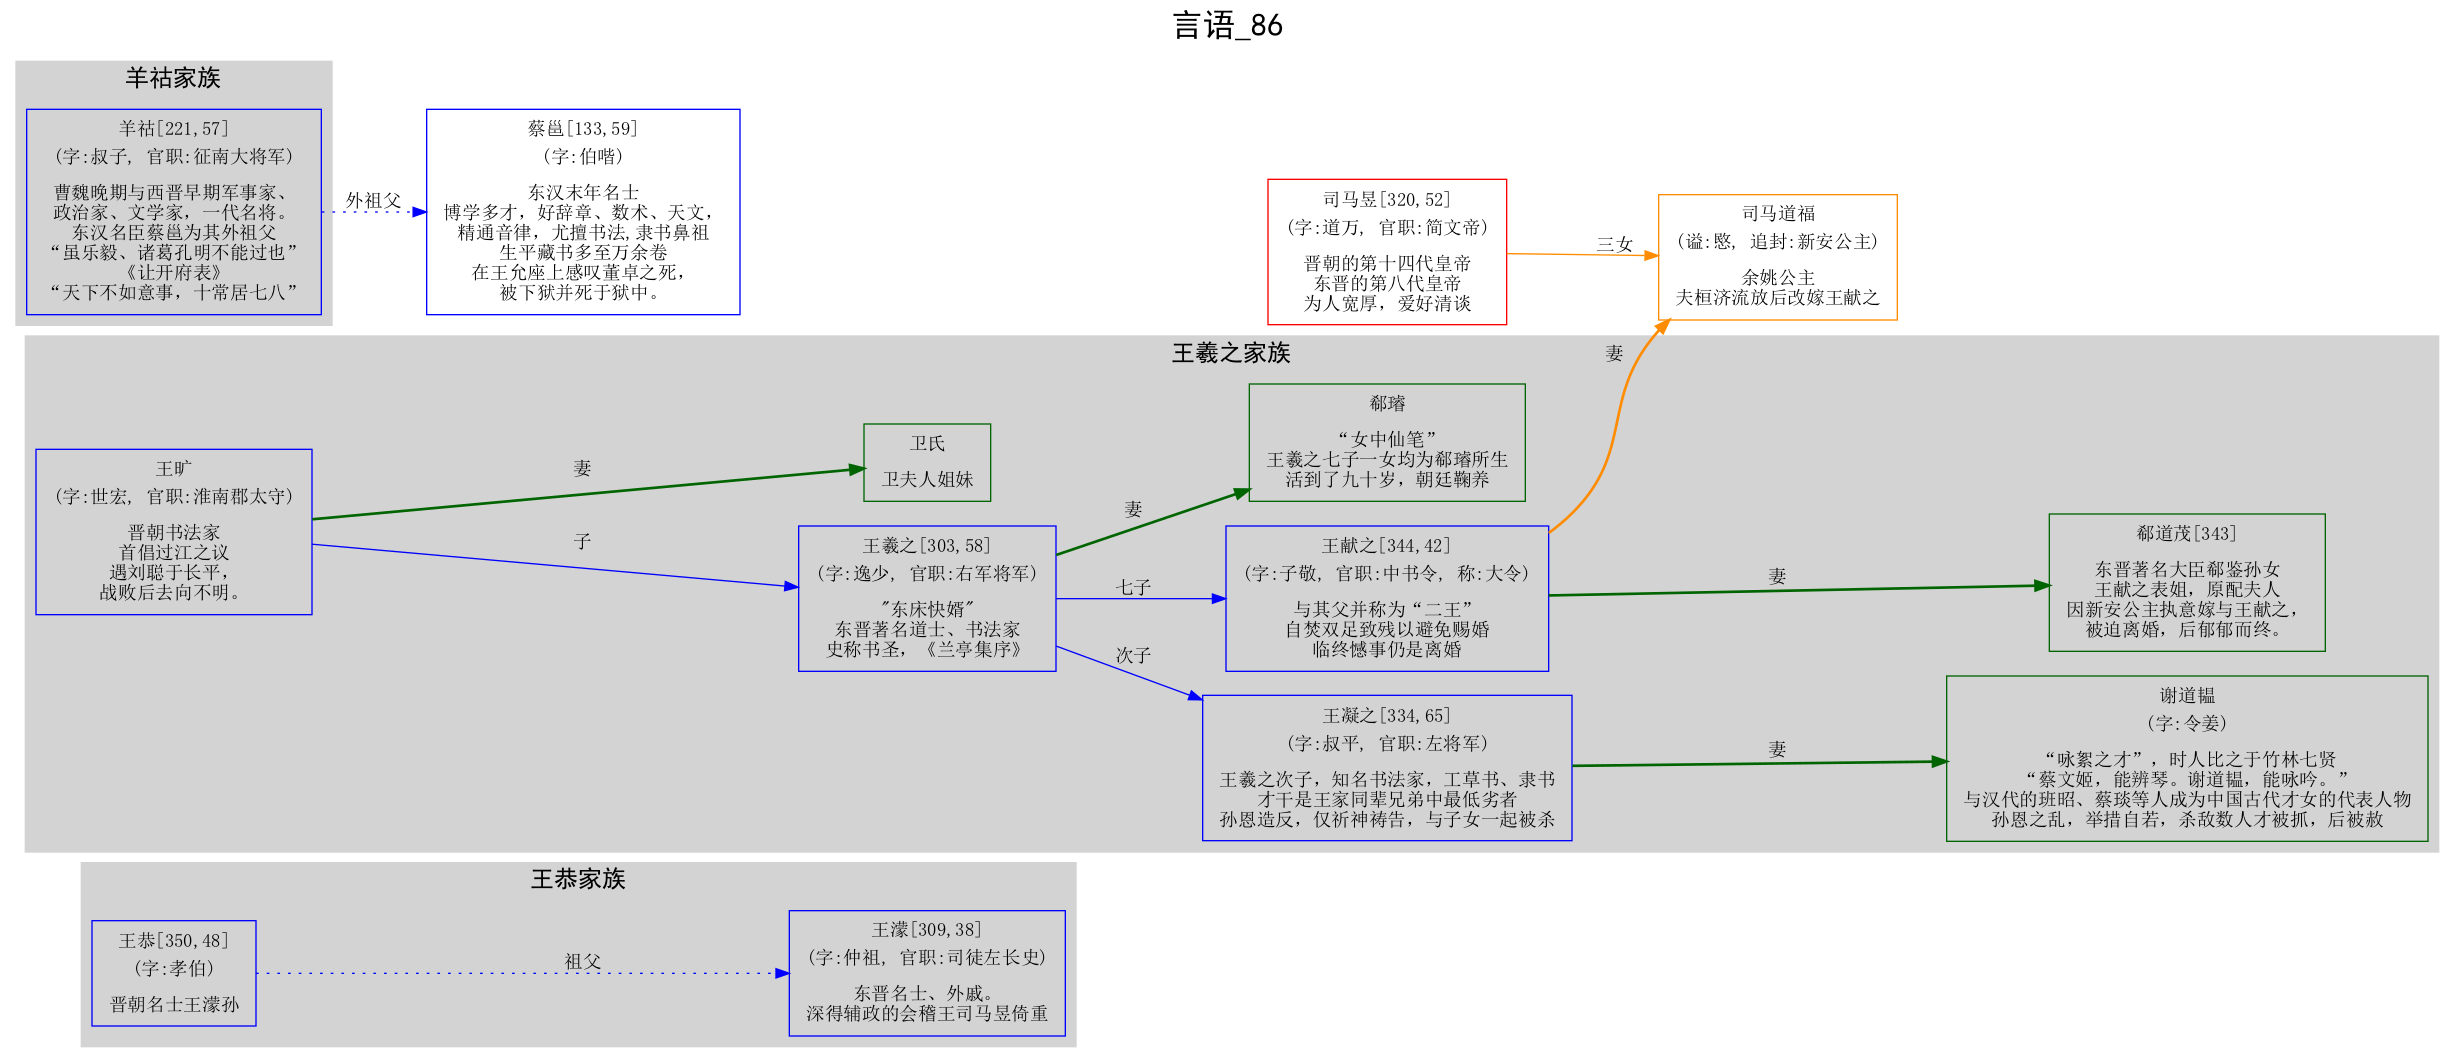 言语_86
羊祜家族
羊祜[221,57]
(字:叔子, 官职:征南大将军)
曹魏晚期与西晋早期军事家、
政治家、文学家，一代名将。
东汉名臣蔡邕为其外祖父
“虽乐毅、诸葛孔明不能过也”
《让开府表》
“天下不如意事，十常居七八”
外祖父
蔡邕[133,59]
(字:伯喈)
东汉末年名士
博学多才，好辞章、数术、天文，
精通音律，尤擅书法,隶书鼻祖
生平藏书多至万余卷
在王允座上感叹董卓之死，
被下狱并死于狱中。
司马昱[320,52]
(字:道万, 官职:简文帝)
晋朝的第十四代皇帝
东晋的第八代皇帝
为人宽厚，爱好清谈
三女
司马道福
(谥:愍, 追封:新安公主)
余姚公主
夫桓济流放后改嫁王献之
王羲之家族
妻
王旷
(字:世宏, 官职:淮南郡太守)
晋朝书法家
首倡过江之议
遇刘聪于长平，
战败后去向不明。
妻
子
卫氏
卫夫人姐妹
王羲之[303,58]
(字:逸少, 官职:右军将军)
"东床快婿"
东晋著名道士、书法家
史称书圣，《兰亭集序》
妻
七子
次子
郗璿
“女中仙笔”
王羲之七子一女均为郗璿所生
活到了九十岁，朝廷鞠养
王献之[344,42]
(字:子敬, 官职:中书令, 称:大令)
与其父并称为“二王”
自焚双足致残以避免赐婚
临终憾事仍是离婚
妻
郗道茂[343]
东晋著名大臣郗鉴孙女
王献之表姐，原配夫人
因新安公主执意嫁与王献之，
被迫离婚，后郁郁而终。
王凝之[334,65]
(字:叔平, 官职:左将军)
王羲之次子，知名书法家，工草书、隶书
才干是王家同辈兄弟中最低劣者
孙恩造反，仅祈神祷告，与子女一起被杀
妻
谢道韫
(字:令姜)
“咏絮之才”，时人比之于竹林七贤
“蔡文姬，能辨琴。谢道韫，能咏吟。”
与汉代的班昭、蔡琰等人成为中国古代才女的代表人物
孙恩之乱，举措自若，杀敌数人才被抓，后被赦
王恭家族
王恭[350,48]
(字:孝伯)
晋朝名士王濛孙
祖父
王濛[309,38]
(字:仲祖, 官职:司徒左长史)
东晋名士、外戚。
深得辅政的会稽王司马昱倚重